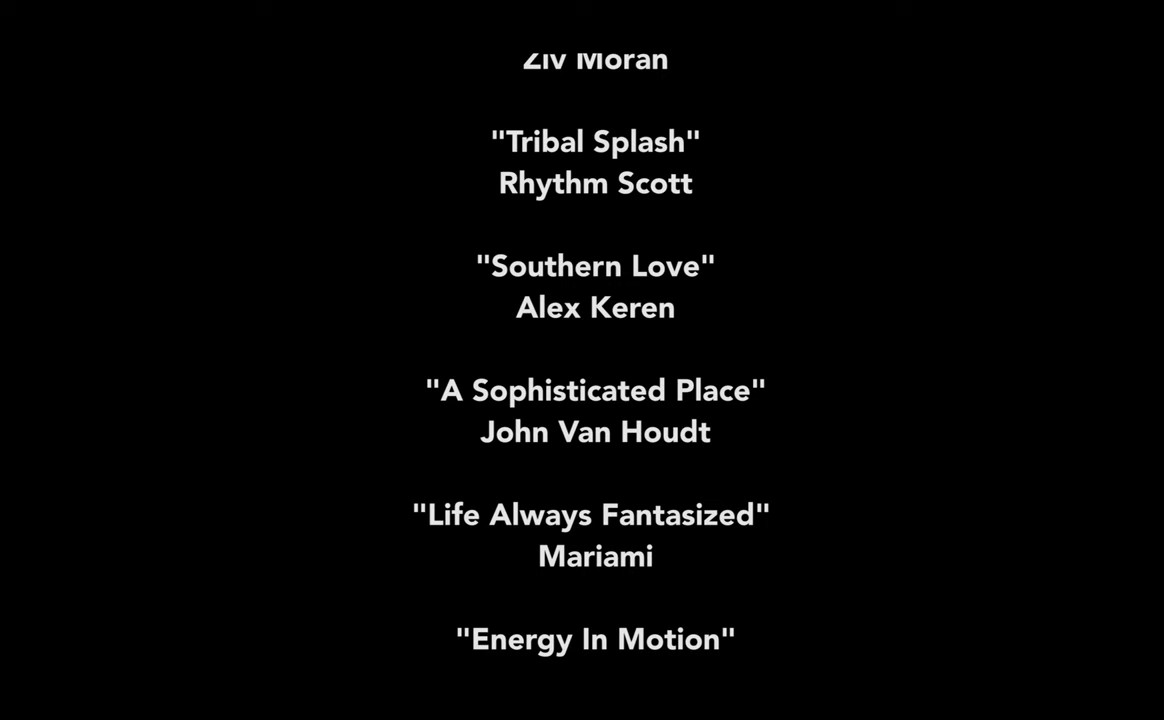 Ziv Moran
"Tribal Splash"
Rhythm Scott
"Southern Love"
Alex Keren
"A Sophisticated Place"
John Van Houdt
"Life Always Fantasized"
Mariami
"Energy In Motion"